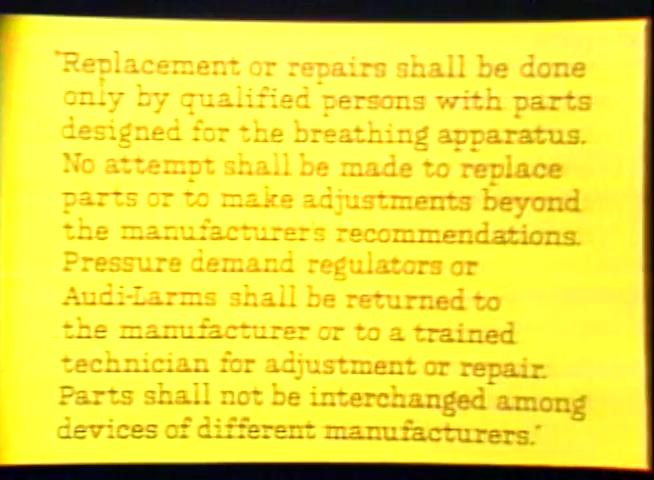 "Replacement or repairs shall be done
only by qualified persons with parts
designed for the breathing apparatus.
No attempt shall be made to replace
parts or to make adjustments beyond
the manufacturer's recommendations.
Pressure demand regulators or
Audi-Larms shall be returned to
the manufacturer or to a trained
technician for adjustment or repair.
Parts shall not be interchanged among
devices of different manufacturers."